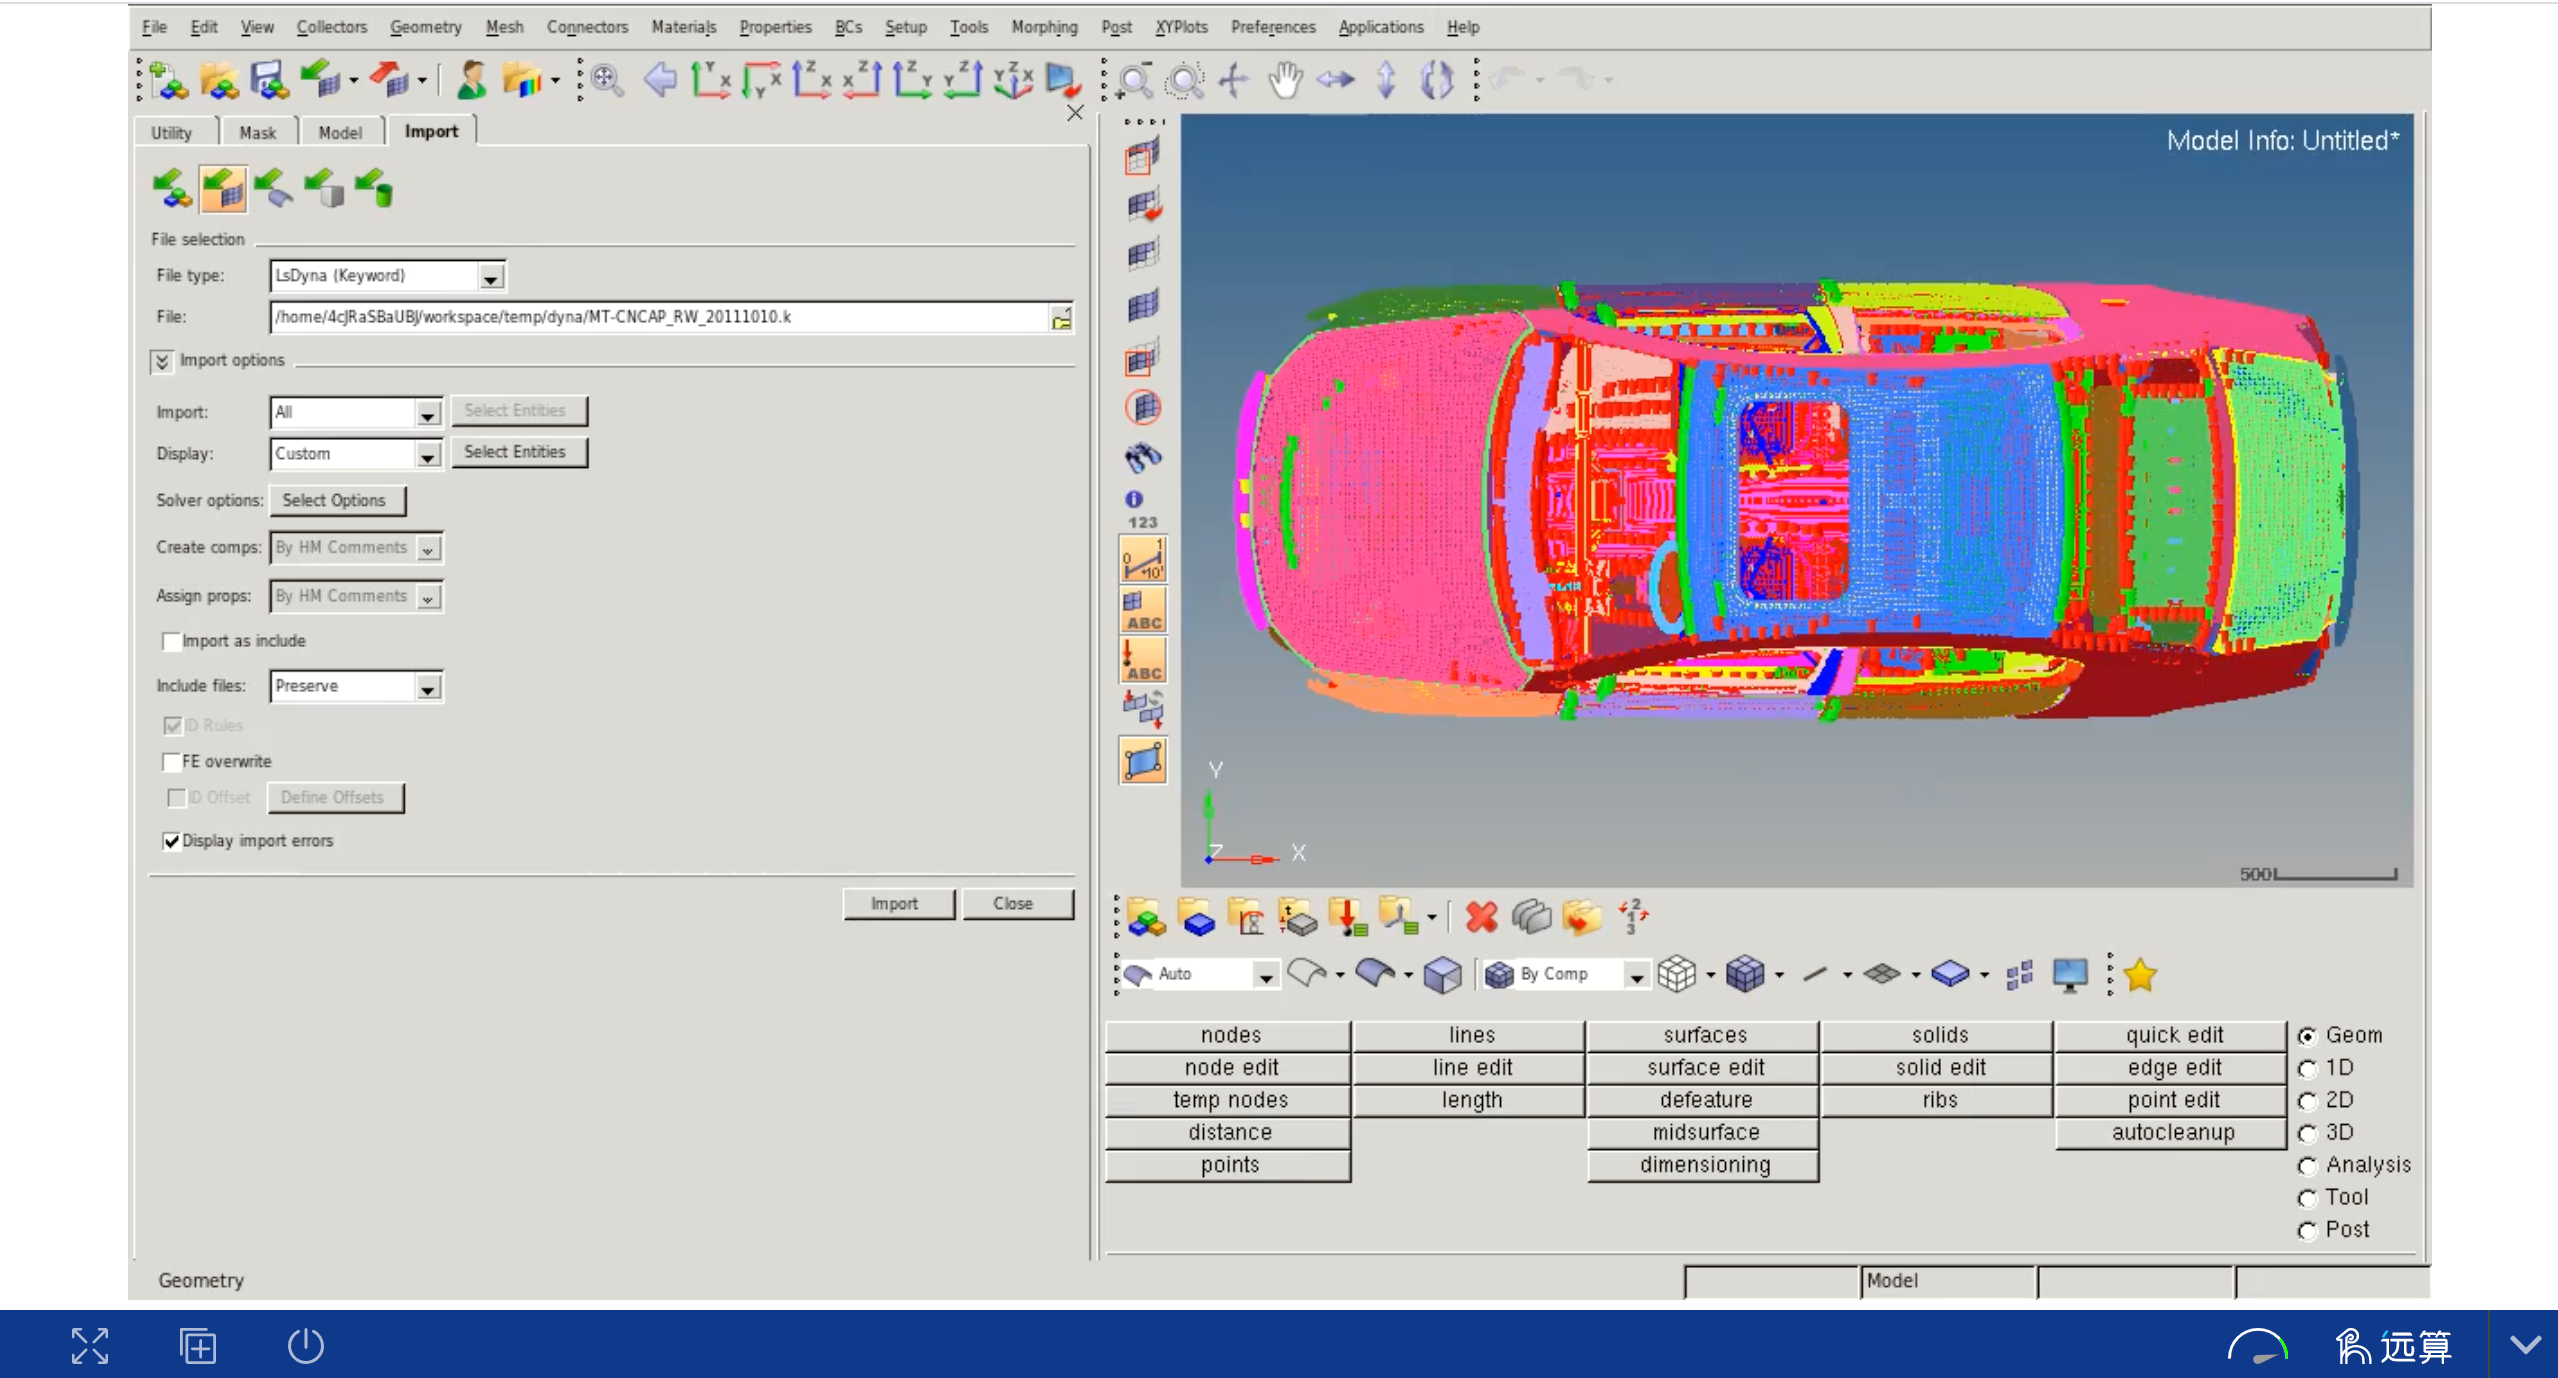 File Edit View Collectors Geometry Mesh Connectors Materials Properties BCs Setup Tools Morphing Post XYPlots Preferences Applications Help
Utility Mask Model Import
File selection
File type: LsDyna (Keyword)
File: /home/4cJRaSBaUBJ/workspace/temp/dyna/MT-CNCAP_RW_20111010.k
Import options
Import: All Select Entities
Display: Custom Select Entities
Solver options: Select Options
Create comps: By HM Comments
Assign props: By HM Comments
Import as include
Include files: Preserve
ID Rules
FE overwrite
ID Offset Define Offsets
Display import errors
Import Close
123
ABC
ABC
Model Info: Untitled*
Y
Z X
500
Auto By Comp
nodes lines surfaces solids quick edit Geom
node edit line edit surface edit solid edit edge edit 1D
temp nodes length defeature ribs point edit 2D
distance midsurface autocleanup 3D
points dimensioning Analysis
Tool
Post
Geometry Model
远算